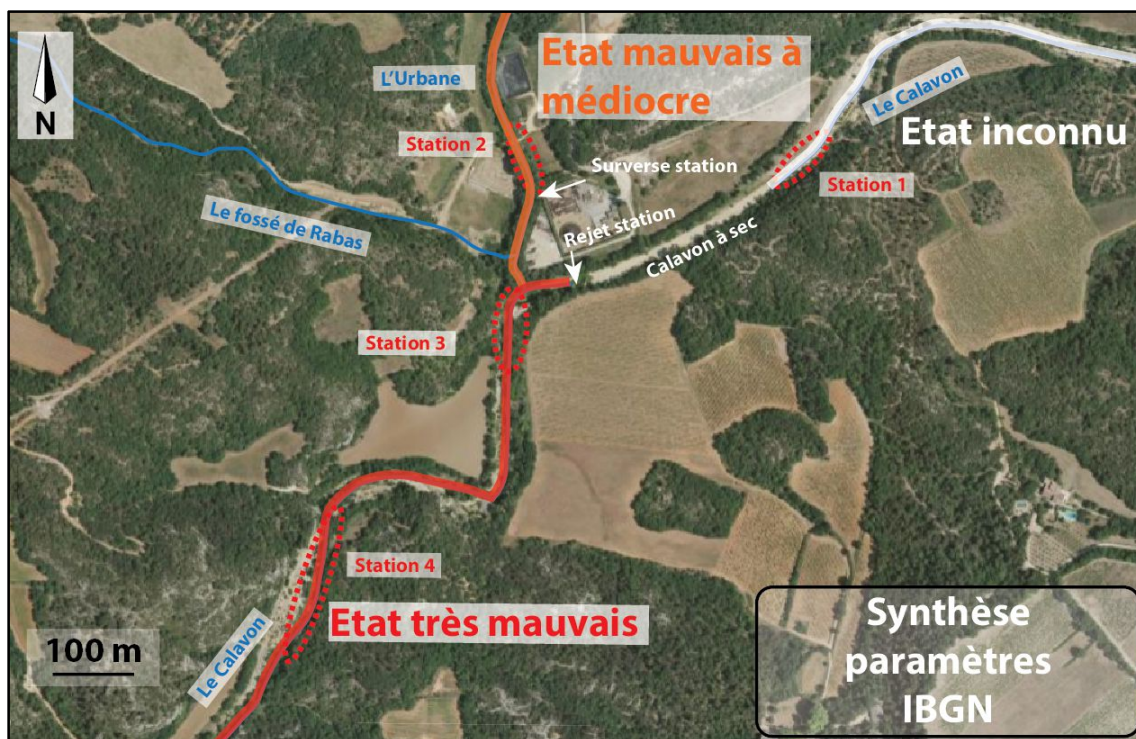 N
L'Urbane
Etat mauvais à
médiocre
Le Calavon
Etat inconnu
Station 2
Surverse station
Station 1
Le fossé de Rabas
Rejet station
Calavon à sec
Station 3
Station 4
Etat très mauvais
Le Calavon
100 m
Synthèse
paramètres
IBGN